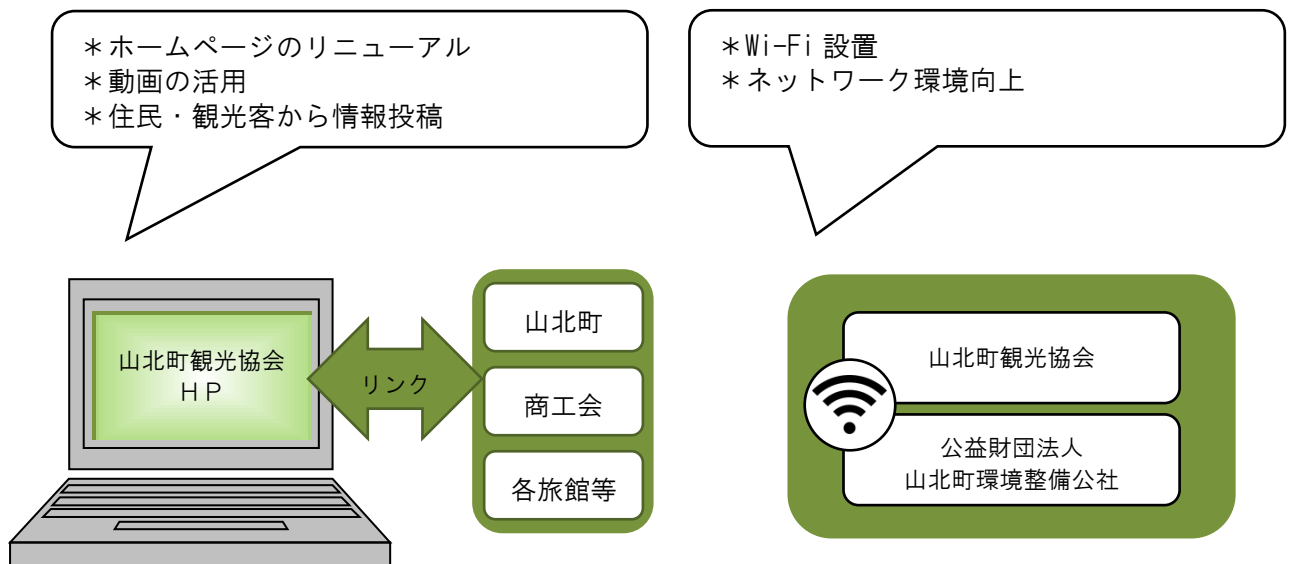 ＊ホームページのリニューアル
＊動画の活用
＊住民・観光客から情報投稿
＊Wi-Fi 設置
＊ネットワーク環境向上
山北町観光協会
ＨＰ
リンク
山北町
商工会
各旅館等
山北町観光協会
公益財団法人
山北町環境整備公社